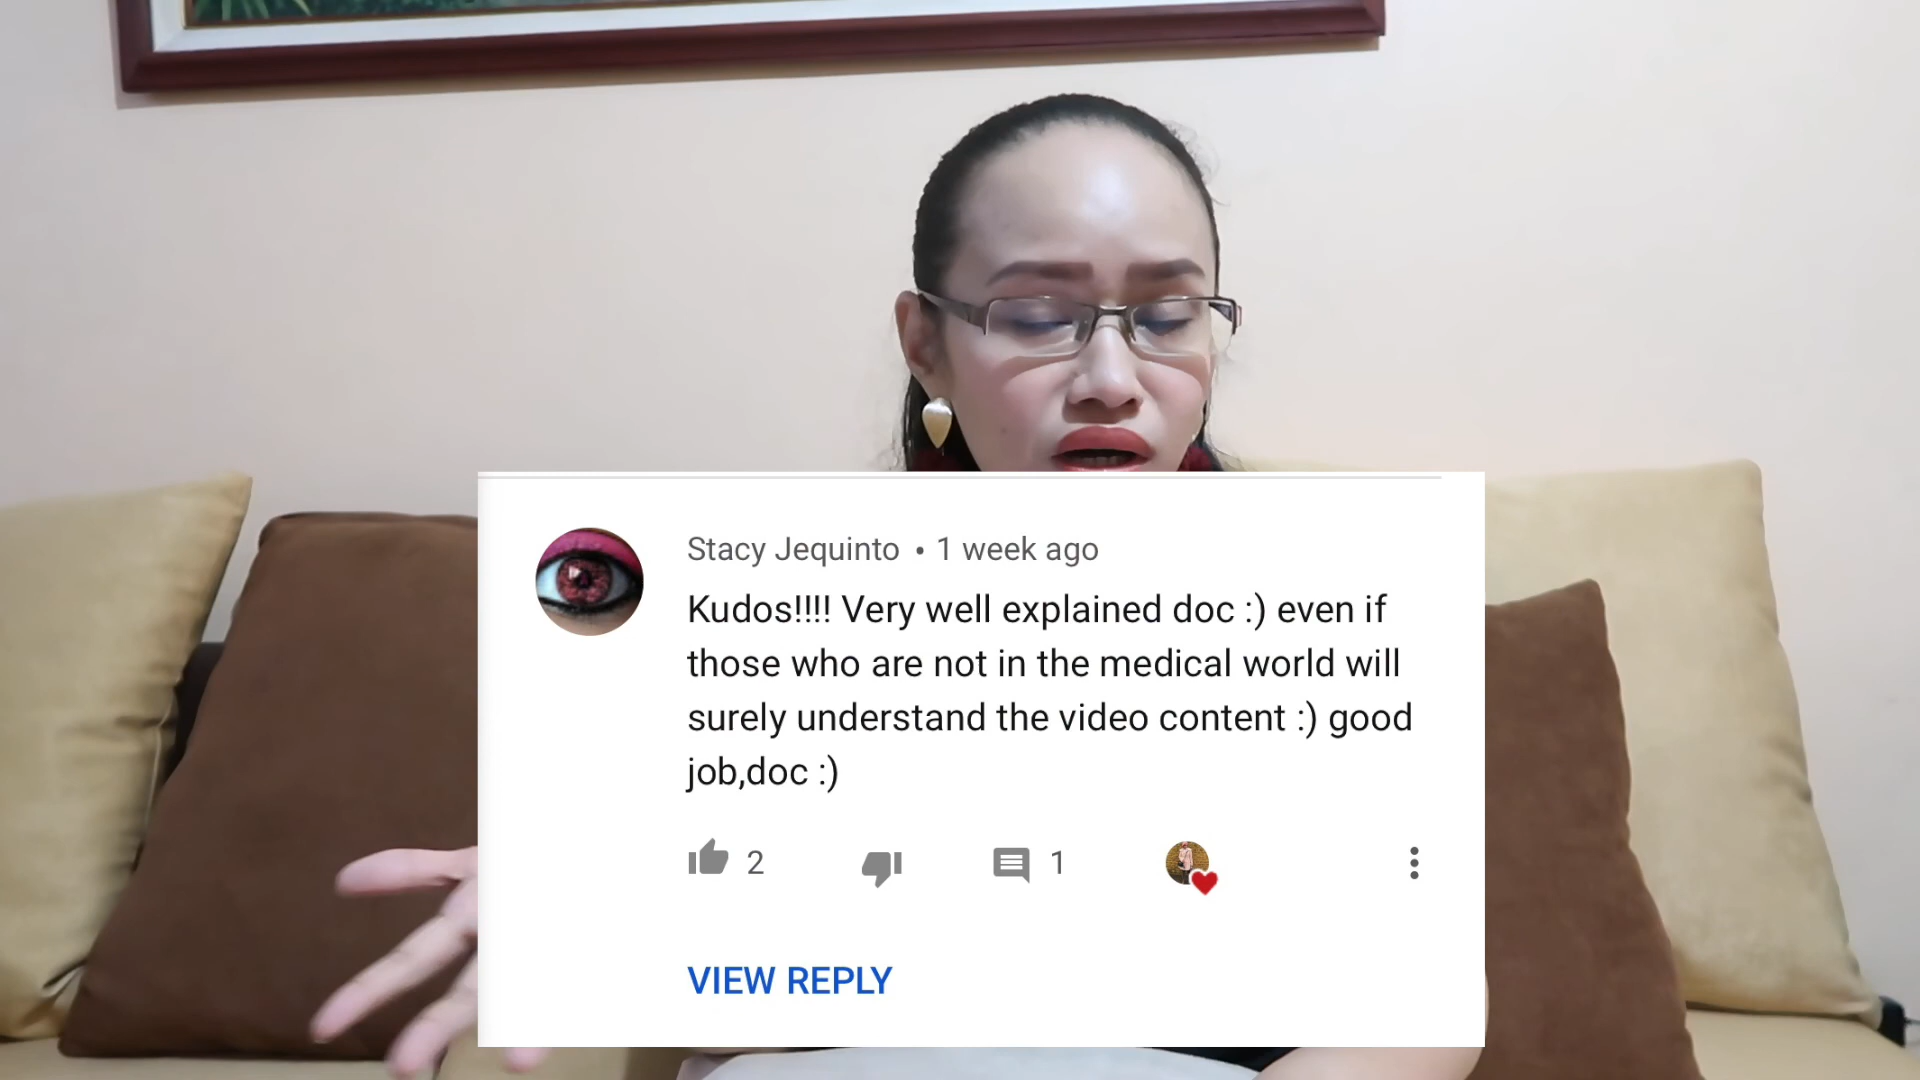 Stacy Jequinto • 1 week ago
Kudos!!!! Very well explained doc :) even if
those who are not in the medical world will
surely understand the video content :) good
job,doc :)
2
1
VIEW REPLY